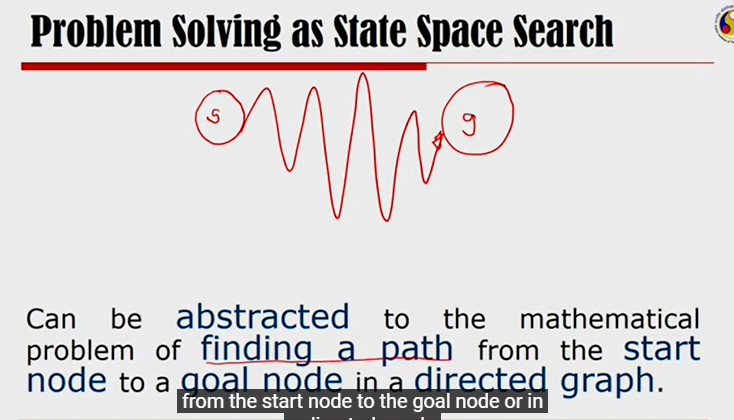 Problem Solving as State Space Search
s
g
Can be abstracted to the mathematical
problem of finding a path from the start
node to a goal node in a directed graph.
from the start node to the goal node or in